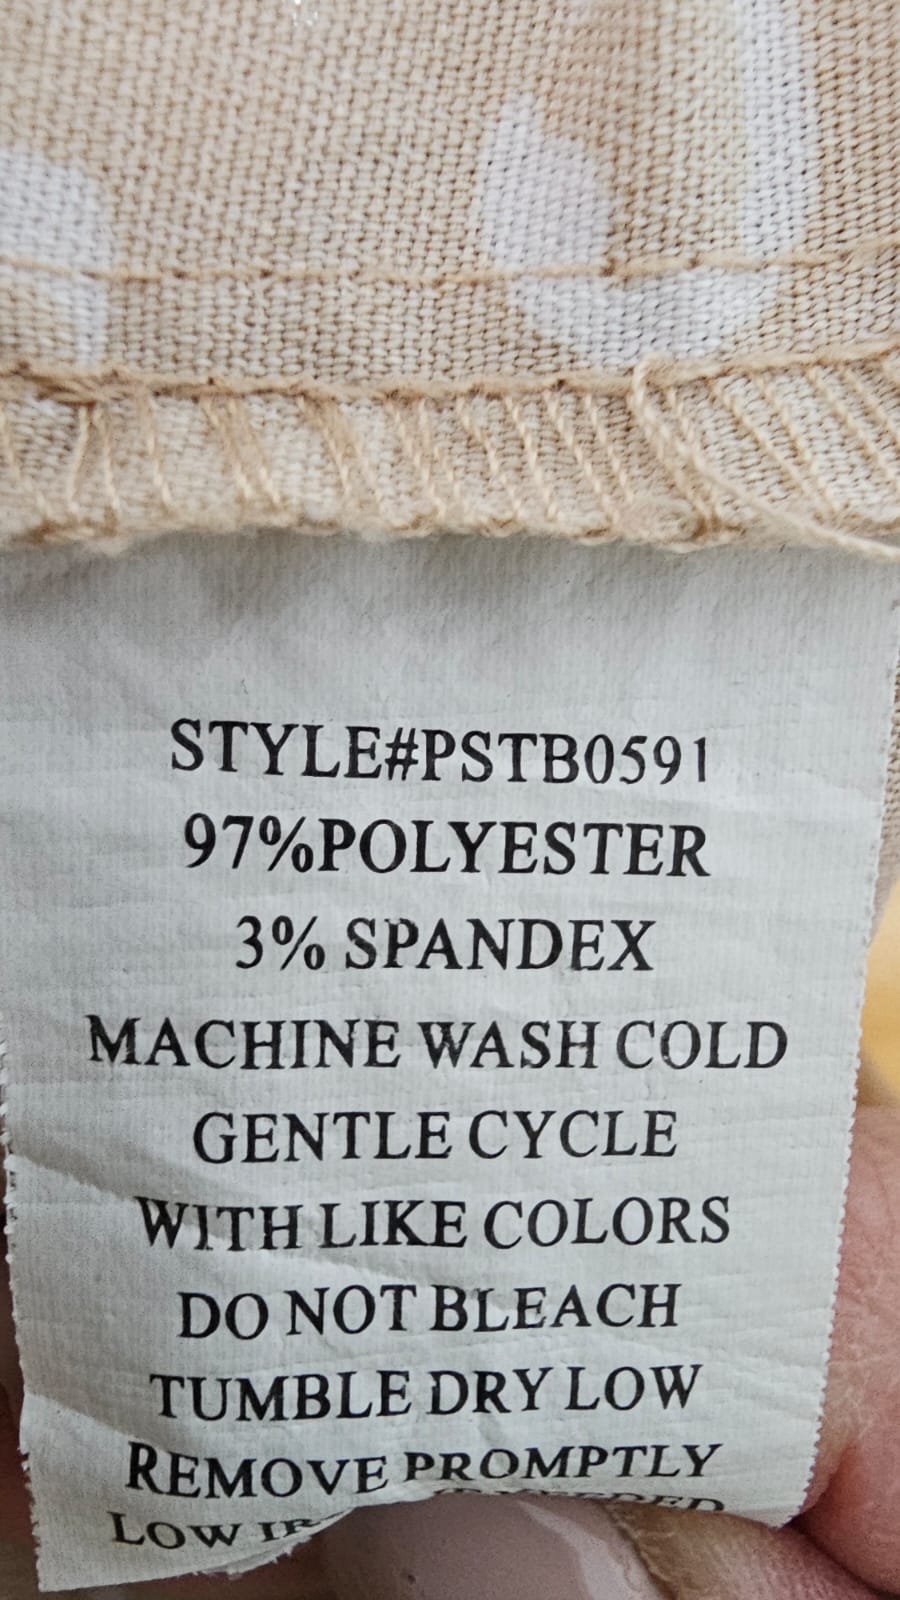 STYLE#PSTB0591
97%POLYESTER
3% SPANDEX
MACHINE WASH COLD
GENTLE CYCLE
WITH LIKE COLORS
DO NOT BLEACH
TUMBLE DRY LOW
REMOVE PROMPTLY
LOW